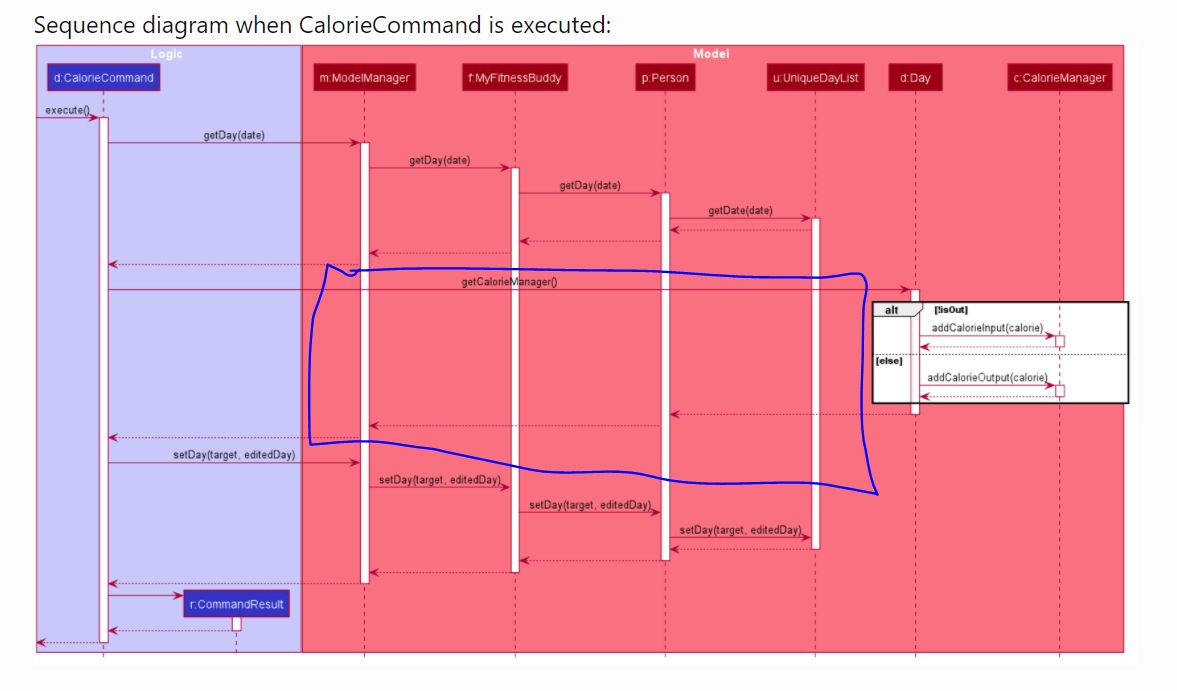 Sequence diagram when CalorieCommand is executed:
Logic
Model
d:CalorieCommand
m:ModelManager
f:MyFitnessBuddy
p:Person
u:UniqueDayList
d:Day
c:CalorieManager
execute()
getDay(date)
getDay(date)
getDay(date)
getDate(date)
getCalorieManager()
alt
[!isOut]
addCalorieInput(calorie)
[else]
addCalorieOutput(calorie)
setDay(target, editedDay)
setDay(target, editedDay)
setDay(target, editedDay)
setDay(target, editedDay)
r:CommandResult